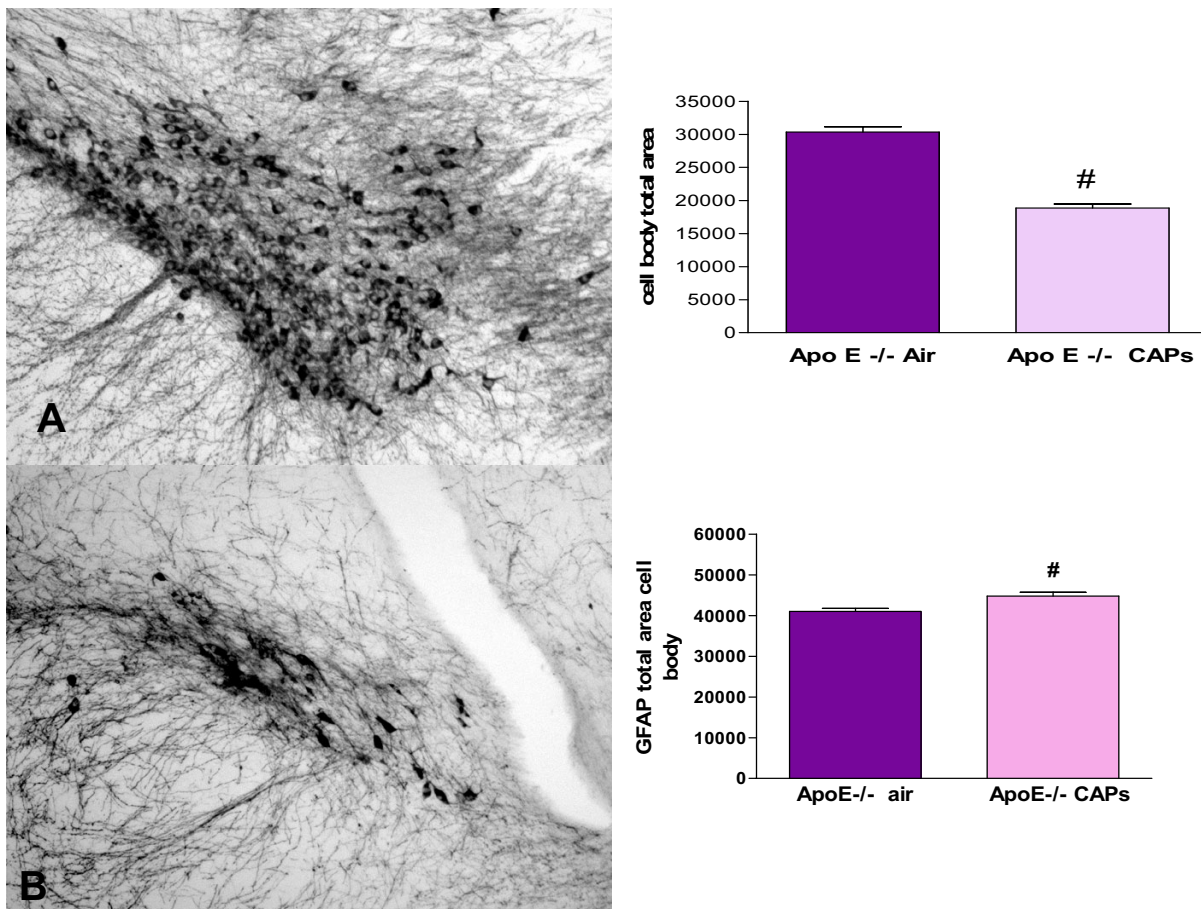 A
cell body total area
35000
30000
25000
20000
15000
10000
5000
0
#
Apo E -/- Air
Apo E -/- CAPs
B
GFAP total area cell
body
60000
50000
40000
30000
20000
10000
0
#
ApoE-/- air
ApoE-/- CAPs